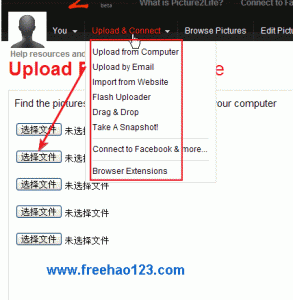 2
beta
What is Picture2Life?
Connect to Fa
You
Upload & Connect
Browse Pictures
Edit Pictu
Help resources and
Upload from Computer
Upload by Email
Upload F
e
Import from Website
Flash Uploader
Find the pictures
your computer
Drag & Drop
Take A Snapshot!
选择文件 未选
Connect to Facebook & more...
选择文件 未选
Browser Extensions
选择文件 未选择文件
选择文件 未选择文件
选择文件 未选择文件
www.freehao123.com